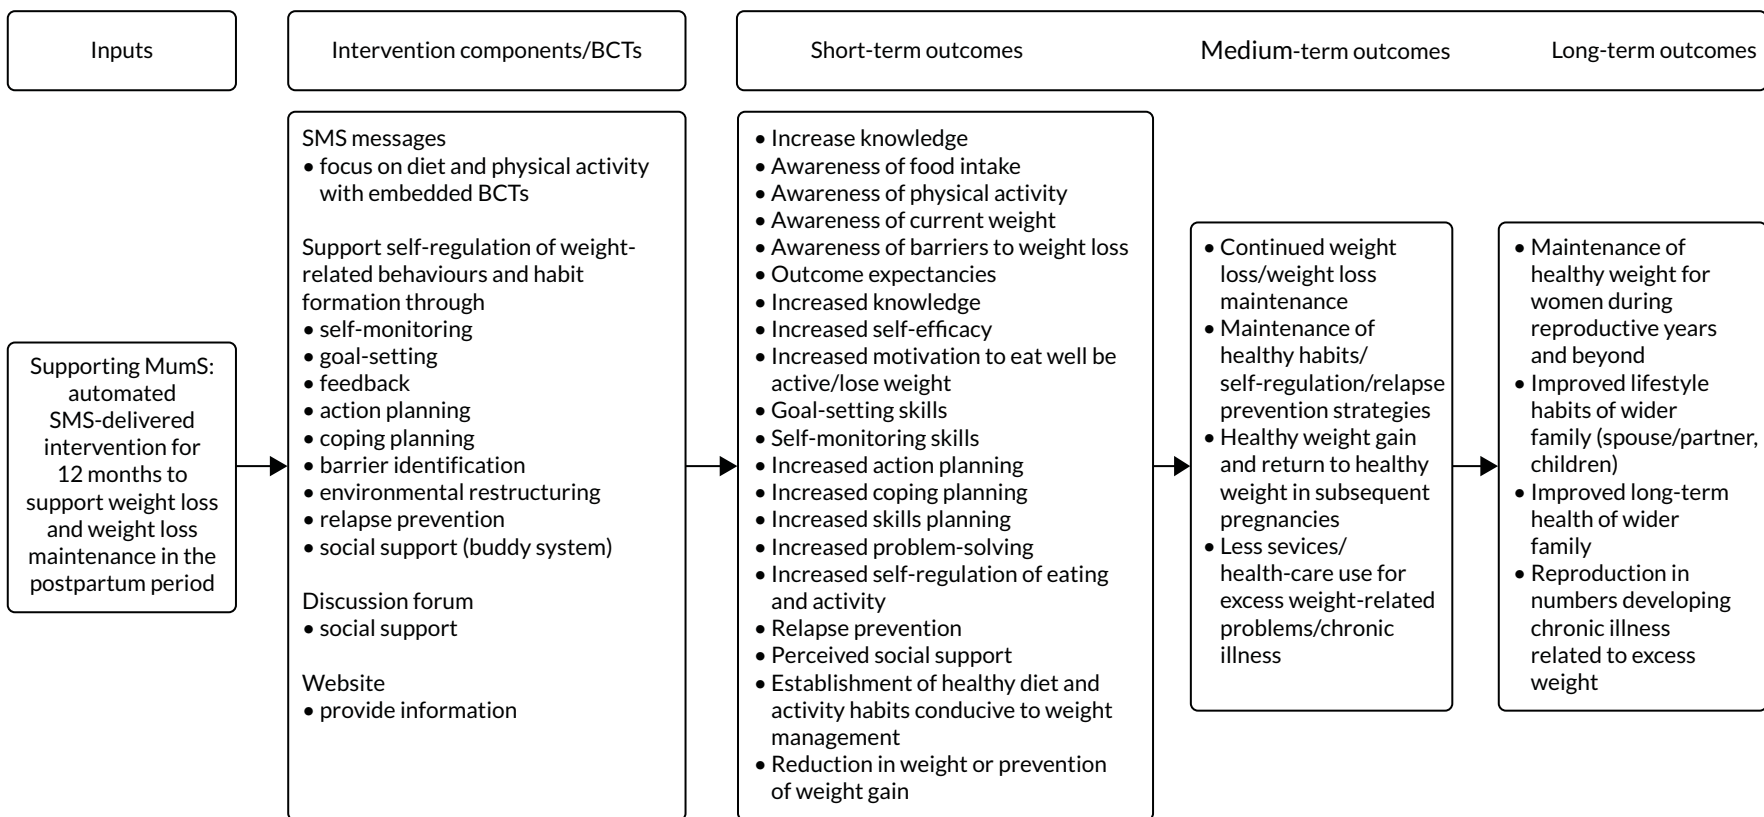 Inputs
Intervention components/BCTs
Short-term outcomes
Medium-term outcomes
Long-term outcomes
Supporting MumS:
automated
SMS-delivered
intervention for
12 months to
support weight loss
and weight loss
maintenance in the
postpartum period
SMS messages
• focus on diet and physical activity
with embedded BCTs
Support self-regulation of weight-
related behaviours and habit
formation through
• self-monitoring
• goal-setting
• feedback
• action planning
• coping planning
• barrier identification
• environmental restructuring
• relapse prevention
• social support (buddy system)
Discussion forum
• social support
Website
• provide information
• Increase knowledge
• Awareness of food intake
• Awareness of physical activity
• Awareness of current weight
• Awareness of barriers to weight loss
• Outcome expectancies
• Increased knowledge
• Increased self-efficacy
• Increased motivation to eat well be
active/lose weight
• Goal-setting skills
• Self-monitoring skills
• Increased action planning
• Increased coping planning
• Increased skills planning
• Increased problem-solving
• Increased self-regulation of eating
and activity
• Relapse prevention
• Perceived social support
• Establishment of healthy diet and
activity habits conducive to weight
management
• Reduction in weight or prevention
of weight gain
• Continued weight
loss/weight loss
maintenance
• Maintenance of
healthy habits/
self-regulation/relapse
prevention strategies
• Healthy weight gain
and return to healthy
weight in subsequent
pregnancies
• Less sevices/
health-care use for
excess weight-related
problems/chronic
illness
• Maintenance of
healthy weight for
women during
reproductive years
and beyond
• Improved lifestyle
habits of wider
family (spouse/partner,
children)
• Improved long-term
health of wider
family
• Reproduction in
numbers developing
chronic illness
related to excess
weight